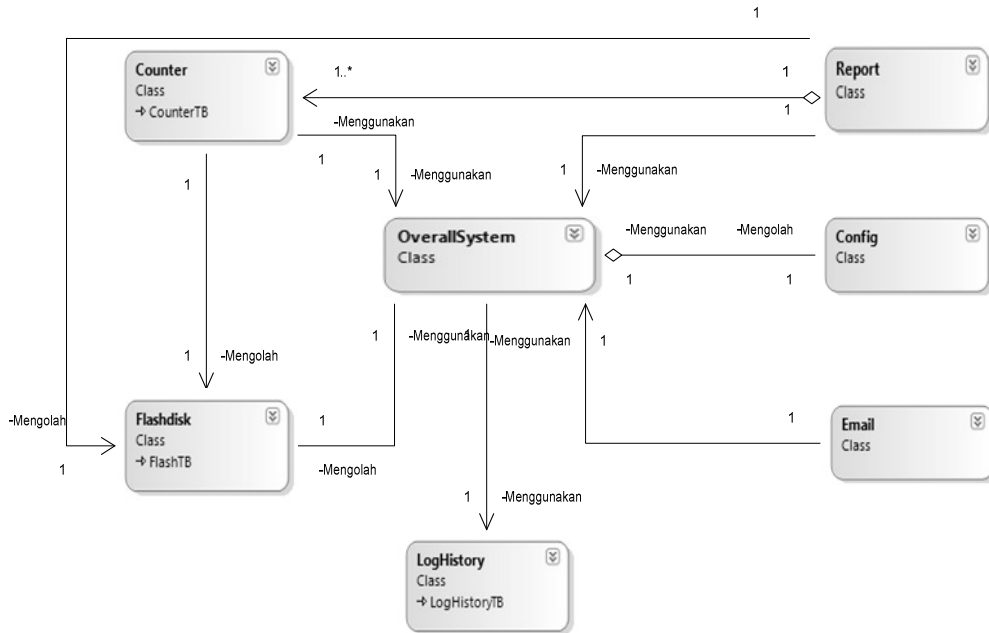 1
Counter
Class
CounterTB
1..*
1
Report
Class
-Menggunakan
1
1
1
-Menggunakan
1
-Menggunakan
1
OverallSystem
Class
-Menggunakan
-Mengolah
Config
Class
1
1
1
-Menggunakan
1
-Menggunakan
1
1
-Mengolah
-Mengolah
1
Flashdisk
Class
FlashTB
1
-Mengolah
1
Email
Class
1
-Menggunakan
LogHistory
Class
LogHistoryTB